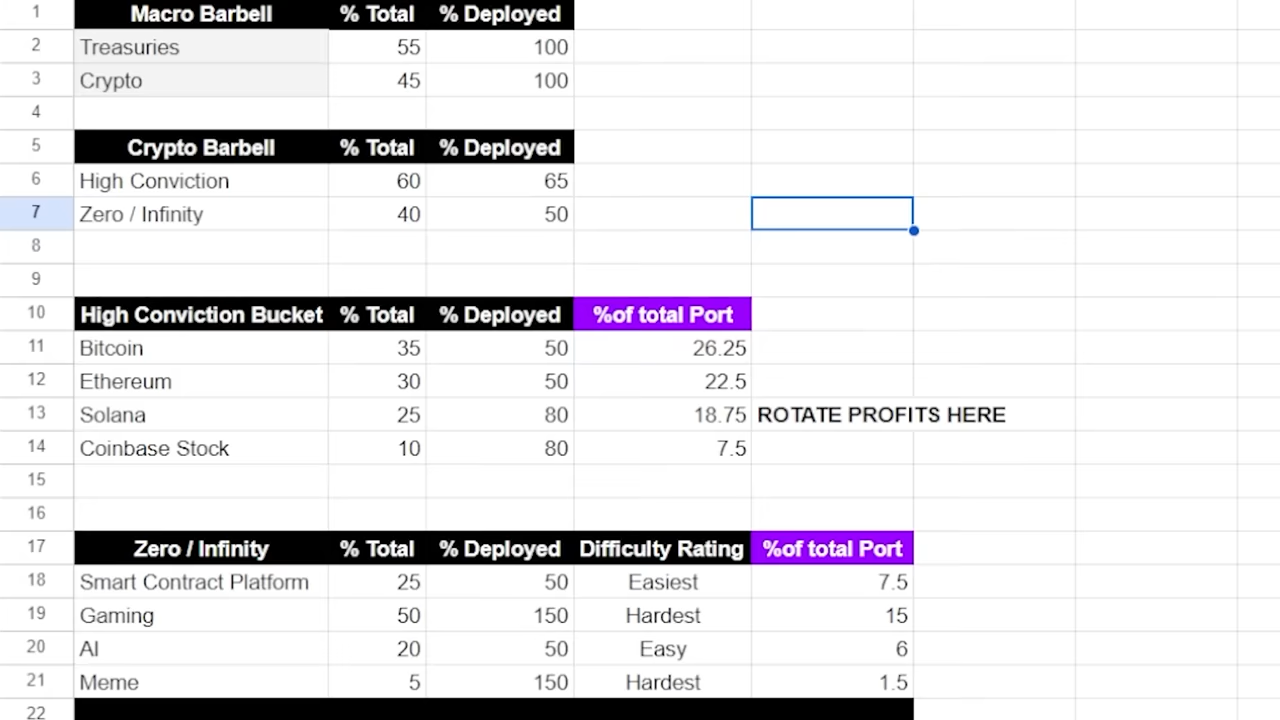 1 Macro Barbell % Total % Deployed
2 Treasuries 55 100
3 Crypto 45 100
4
5 Crypto Barbell % Total % Deployed
6 High Conviction 60 65
7 Zero / Infinity 40 50
8
9
10 High Conviction Bucket % Total % Deployed %of total Port
11 Bitcoin 35 50 26.25
12 Ethereum 30 50 22.5
13 Solana 25 80 18.75 ROTATE PROFITS HERE
14 Coinbase Stock 10 80 7.5
15
16
17 Zero / Infinity % Total % Deployed Difficulty Rating %of total Port
18 Smart Contract Platform 25 50 Easiest 7.5
19 Gaming 50 150 Hardest 15
20 AI 20 50 Easy 6
21 Meme 5 150 Hardest 1.5
22